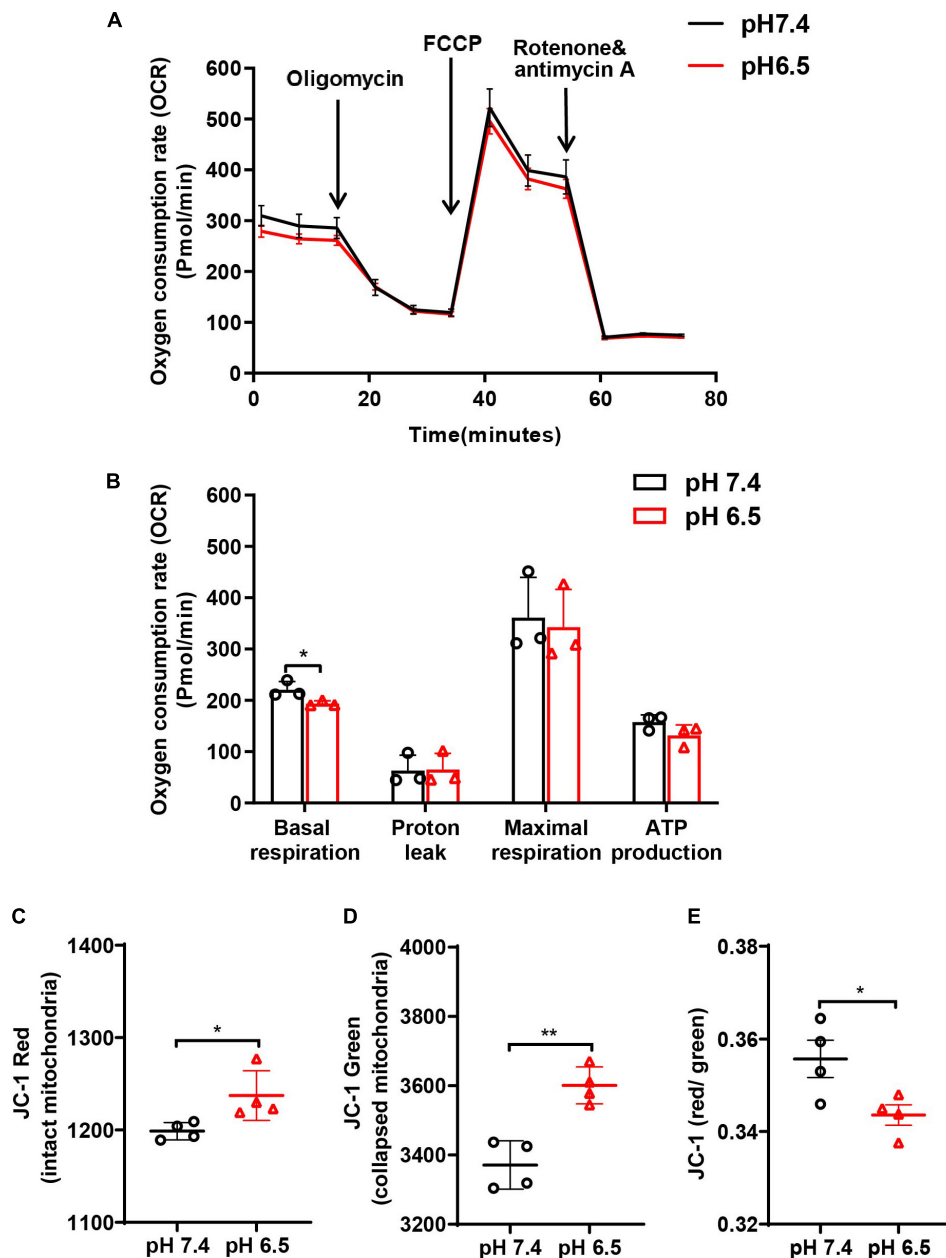 A
pH7.4
pH6.5
FCCP
Rotenone&
antimycin A
Oligomycin
Oxygen consumption rate (OCR)
(Pmol/min)
600
500
400
300
200
100
0
0 20 40 60 80
Time(minutes)
B
pH 7.4
pH 6.5
Oxygen consumption rate (OCR)
(Pmol/min)
600
500
400
300
200
100
0
*
Basal
respiration
Proton
leak
Maximal
respiration
ATP
production
C
JC-1 Red
(intact mitochondria)
1400
1300
1200
1100
*
pH 7.4 pH 6.5
D
JC-1 Green
(collapsed mitochondria)
4000
3800
3600
3400
3200
**
pH 7.4 pH 6.5
E
JC-1 (red/ green)
0.38
0.36
0.34
0.32
*
pH 7.4 pH 6.5